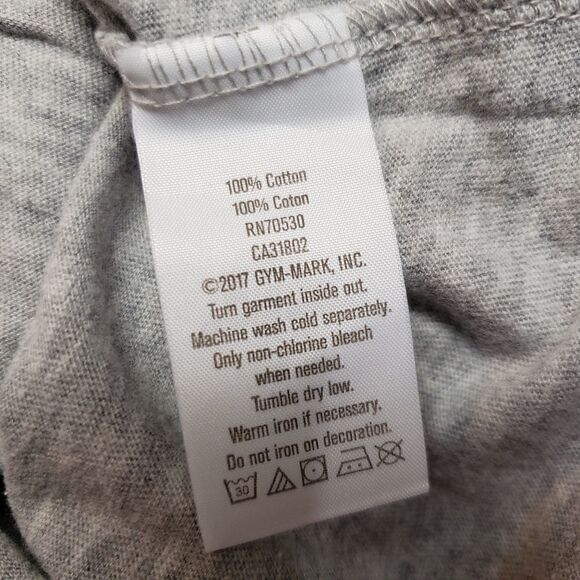 100% Cotton
100% Coton
RN70530
CA31802
©2017 GYM-MARK, INC.
Turn garment inside out.
Machine wash cold separately.
Only non-chlorine bleach
when needed.
Tumble dry low.
Warm iron if necessary.
Do not iron on decoration.
30